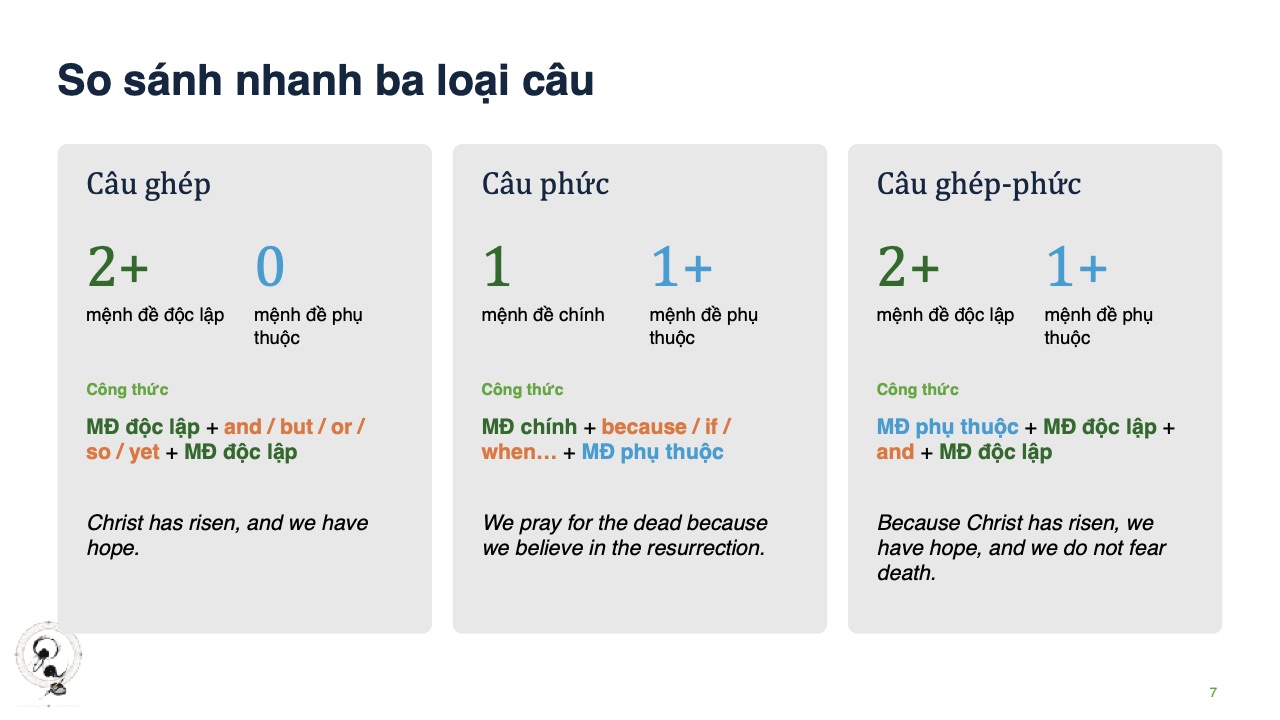 So sánh nhanh ba loại câu
Câu ghép
2+
0
mệnh đề độc lập
mệnh đề phụ
thuộc
Công thức
MĐ độc lập + and / but / or /
so / yet + MĐ độc lập
Christ has risen, and we have
hope.
Câu phức
1
1+
mệnh đề chính
mệnh đề phụ
thuộc
Công thức
MĐ chính + because / if /
when… + MĐ phụ thuộc
We pray for the dead because
we believe in the resurrection.
Câu ghép-phức
2+
1+
mệnh đề độc lập
mệnh đề phụ
thuộc
Công thức
MĐ phụ thuộc + MĐ độc lập +
and + MĐ độc lập
Because Christ has risen, we
have hope, and we do not fear
death.
7